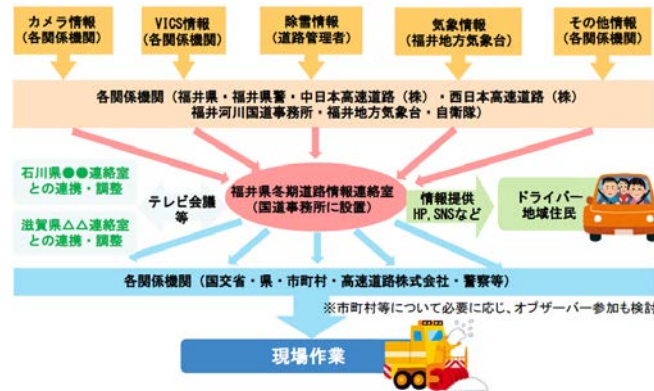 カメラ情報
(各関係機関)
VICS情報
(各関係機関)
除雪情報
(道路管理者)
気象情報
(福井地方気象台)
その他情報
(各関係機関)
各関係機関(福井県・福井県警・中日本高速道路(株)・西日本高速道路(株)
福井河川国道事務所・福井地方気象台・自衛隊)
石川県●●連絡室
との連携・調整
滋賀県△△連絡室
との連携・調整
テレビ会議
等
福井県冬期道路情報連絡室
(国道事務所に設置)
情報提供
HP,SNSなど
ドライバー
地域住民
各関係機関(国交省・県・市町村・高速道路株式会社・警察等)
※市町村等について必要に応じ、オブザーバー参加も検討
現場作業